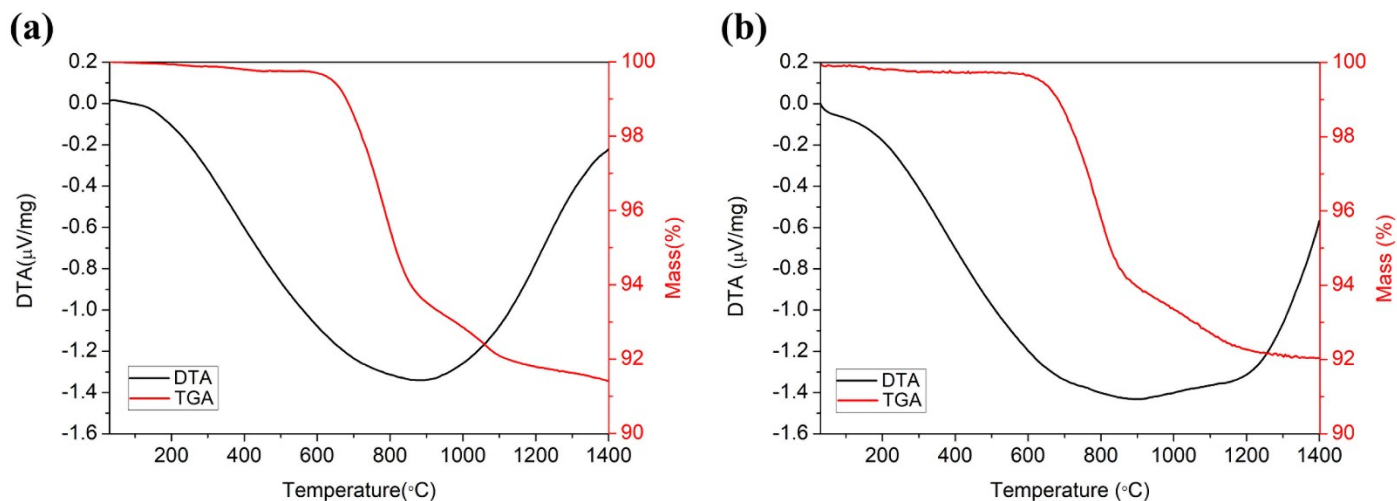 (a)
0.2
0.0
-0.2
-0.4
-0.6
-0.8
-1.0
-1.2
-1.4
-1.6
DTA(μV/mg)
DTA
TGA
200 400 600 800 1000 1200 1400
Temperature(°C)
100
98
96
94
92
90
Mass(%)
(b)
0.2
0.0
-0.2
-0.4
-0.6
-0.8
-1.0
-1.2
-1.4
-1.6
DTA (μV/mg)
DTA
TGA
200 400 600 800 1000 1200 1400
Temperature (°C)
100
98
96
94
92
90
Mass (%)